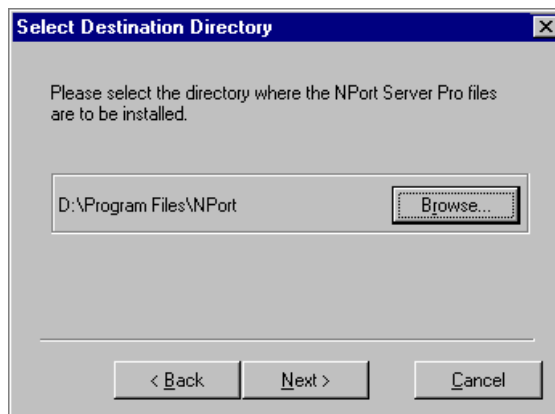 Select Destination Directory
Please select the directory where the NPort Server Pro files
are to be installed.
D:\Program Files\NPort
Browse...
< Back
Next >
Cancel